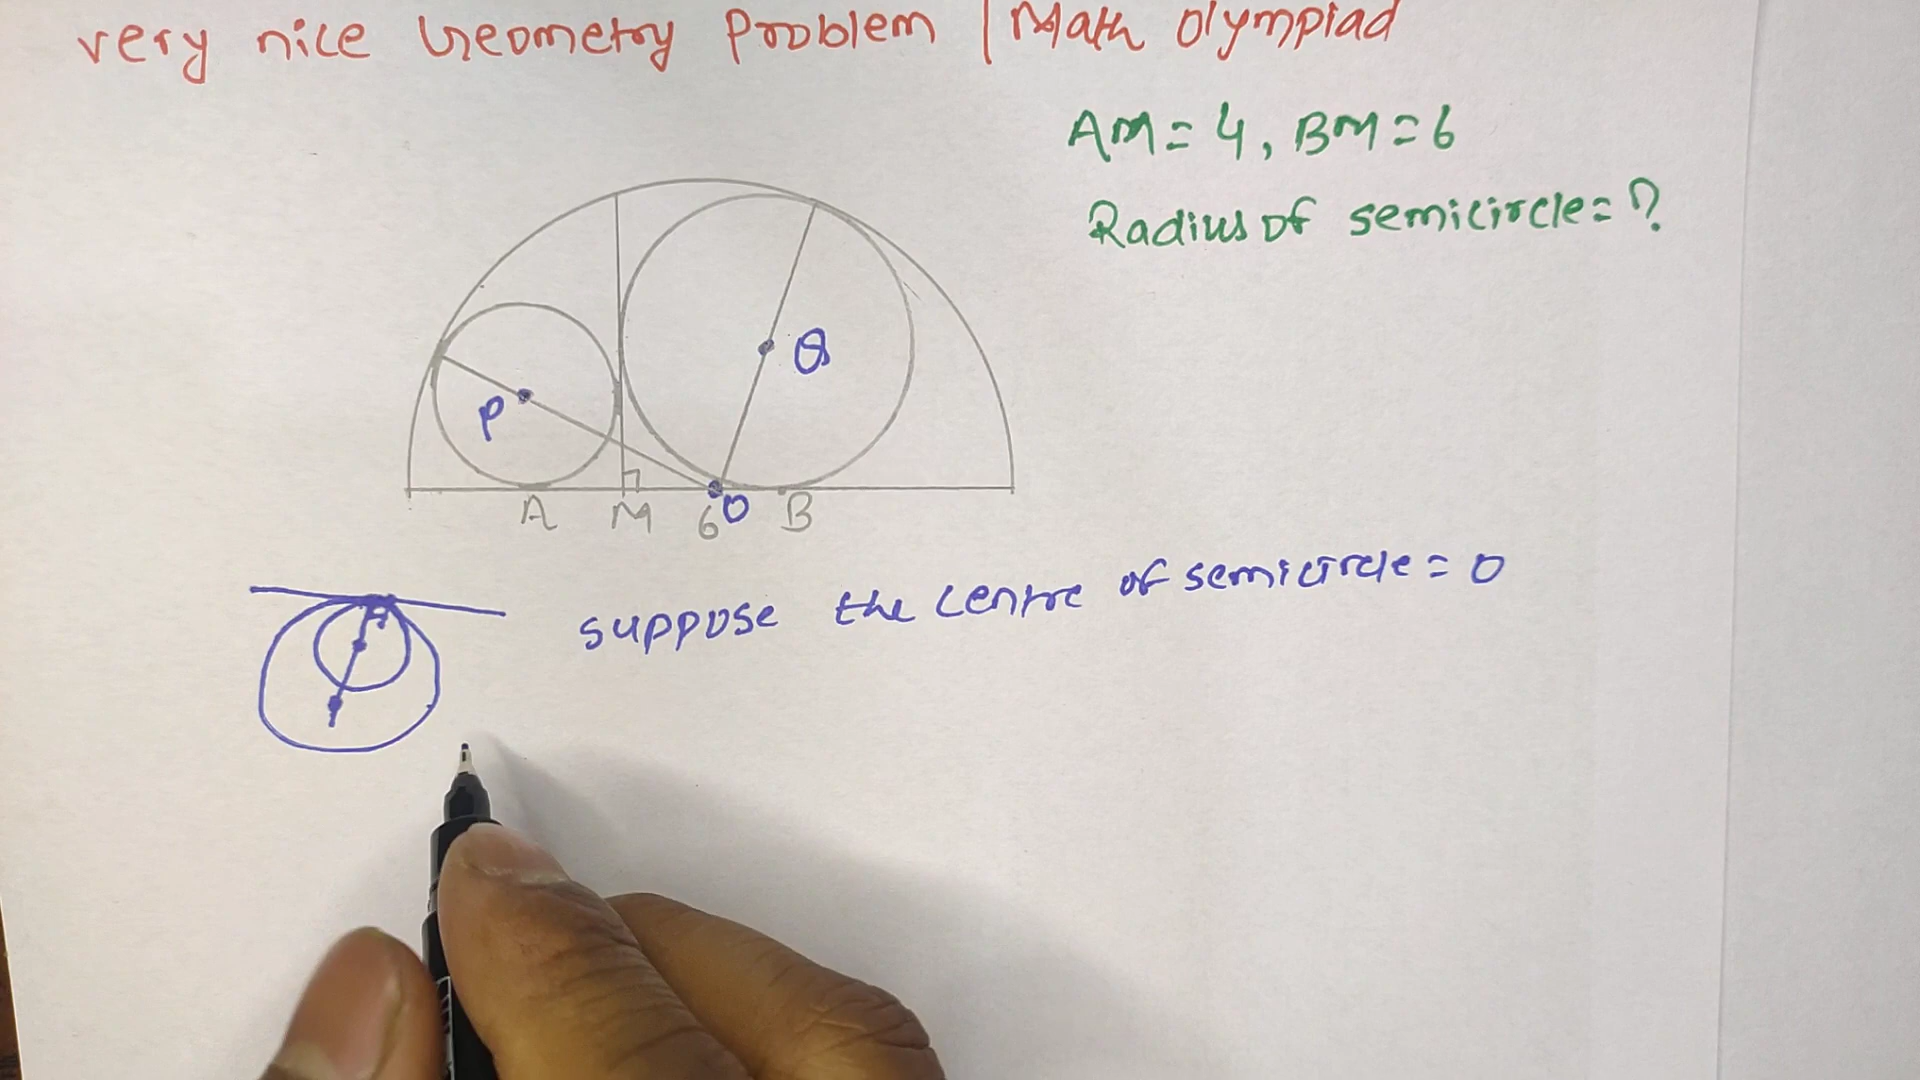 very nice Geometry Problem | Math Olympiad
AM = 4, BM = 6
Radius of semicircle = ?
Q
P
A M 6 O B
suppose the centre of semicircle = O